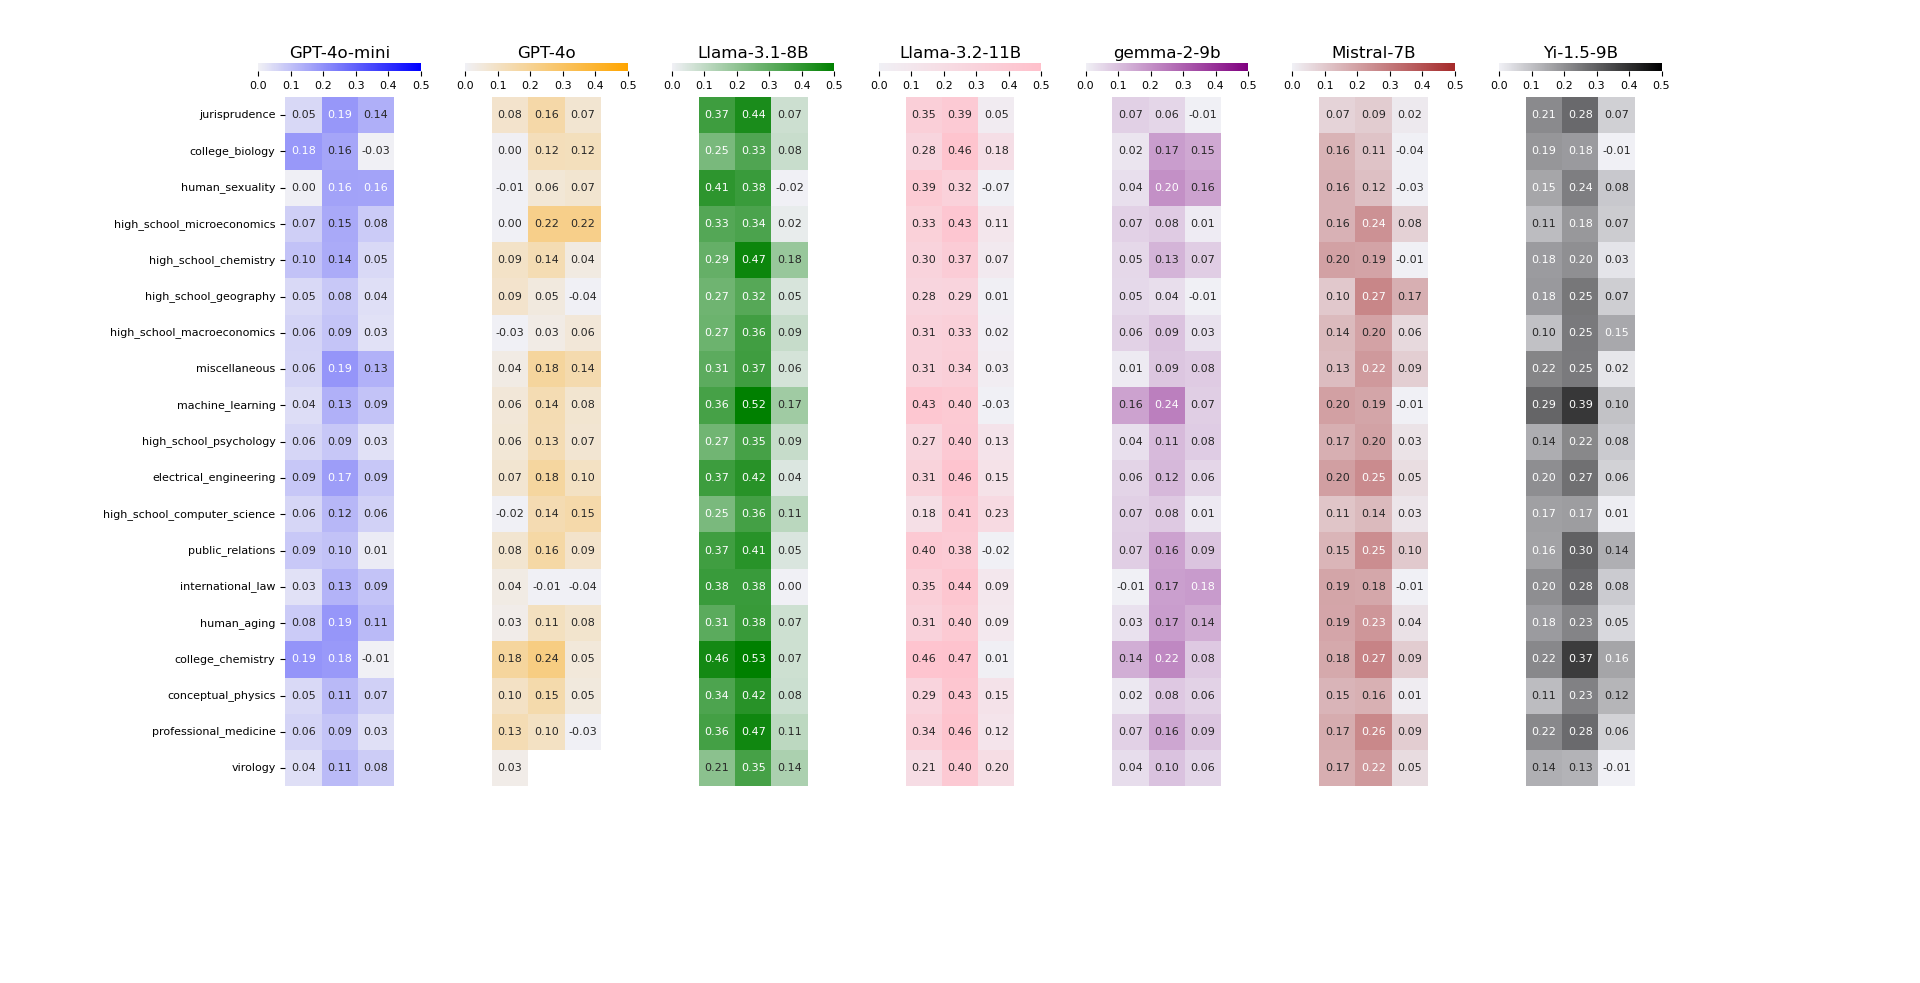 GPT-4o-mini GPT-4o Llama-3.1-8B Llama-3.2-11B gemma-2-9b Mistral-7B Yi-1.5-9B
0.0 0.1 0.2 0.3 0.4 0.5 0.0 0.1 0.2 0.3 0.4 0.5 0.0 0.1 0.2 0.3 0.4 0.5 0.0 0.1 0.2 0.3 0.4 0.5 0.0 0.1 0.2 0.3 0.4 0.5 0.0 0.1 0.2 0.3 0.4 0.5 0.0 0.1 0.2 0.3 0.4 0.5
jurisprudence 0.05 0.19 0.14 0.08 0.16 0.07 0.37 0.44 0.07 0.35 0.39 0.05 0.07 0.06 -0.01 0.07 0.09 0.02 0.21 0.28 0.07
college_biology 0.18 0.16 -0.03 0.00 0.12 0.12 0.25 0.33 0.08 0.28 0.46 0.18 0.02 0.17 0.15 0.16 0.11 -0.04 0.19 0.18 -0.01
human_sexuality 0.00 0.16 0.16 -0.01 0.06 0.07 0.41 0.38 -0.02 0.39 0.32 -0.07 0.04 0.20 0.16 0.16 0.12 -0.03 0.15 0.24 0.08
high_school_microeconomics 0.07 0.15 0.08 0.00 0.22 0.22 0.33 0.34 0.02 0.33 0.43 0.11 0.07 0.08 0.01 0.16 0.24 0.08 0.11 0.18 0.07
high_school_chemistry 0.10 0.14 0.05 0.09 0.14 0.04 0.29 0.47 0.18 0.30 0.37 0.07 0.05 0.13 0.07 0.20 0.19 -0.01 0.18 0.20 0.03
high_school_geography 0.05 0.08 0.04 0.09 0.05 -0.04 0.27 0.32 0.05 0.28 0.29 0.01 0.05 0.04 -0.01 0.10 0.27 0.17 0.18 0.25 0.07
high_school_macroeconomics 0.06 0.09 0.03 -0.03 0.03 0.06 0.27 0.36 0.09 0.31 0.33 0.02 0.06 0.09 0.03 0.14 0.20 0.06 0.10 0.25 0.15
miscellaneous 0.06 0.19 0.13 0.04 0.18 0.14 0.31 0.37 0.06 0.31 0.34 0.03 0.01 0.09 0.08 0.13 0.22 0.09 0.22 0.25 0.02
machine_learning 0.04 0.13 0.09 0.06 0.14 0.08 0.36 0.52 0.17 0.43 0.40 -0.03 0.16 0.24 0.07 0.20 0.19 -0.01 0.29 0.39 0.10
high_school_psychology 0.06 0.09 0.03 0.06 0.13 0.07 0.27 0.35 0.09 0.27 0.40 0.13 0.04 0.11 0.08 0.17 0.20 0.03 0.14 0.22 0.08
electrical_engineering 0.09 0.17 0.09 0.07 0.18 0.10 0.37 0.42 0.04 0.31 0.46 0.15 0.06 0.12 0.06 0.20 0.25 0.05 0.20 0.27 0.06
high_school_computer_science 0.06 0.12 0.06 -0.02 0.14 0.15 0.25 0.36 0.11 0.18 0.41 0.23 0.07 0.08 0.01 0.11 0.14 0.03 0.17 0.17 0.01
public_relations 0.09 0.10 0.01 0.08 0.16 0.09 0.37 0.41 0.05 0.40 0.38 -0.02 0.07 0.16 0.09 0.15 0.25 0.10 0.16 0.30 0.14
international_law 0.03 0.13 0.09 0.04 -0.01 -0.04 0.38 0.38 0.00 0.35 0.44 0.09 -0.01 0.17 0.18 0.19 0.18 -0.01 0.20 0.28 0.08
human_aging 0.08 0.19 0.11 0.03 0.11 0.08 0.31 0.38 0.07 0.31 0.40 0.09 0.03 0.17 0.14 0.19 0.23 0.04 0.18 0.23 0.05
college_chemistry 0.19 0.18 -0.01 0.18 0.24 0.05 0.46 0.53 0.07 0.46 0.47 0.01 0.14 0.22 0.08 0.18 0.27 0.09 0.22 0.37 0.16
conceptual_physics 0.05 0.11 0.07 0.10 0.15 0.05 0.34 0.42 0.08 0.29 0.43 0.15 0.02 0.08 0.06 0.15 0.16 0.01 0.11 0.23 0.12
professional_medicine 0.06 0.09 0.03 0.13 0.10 -0.03 0.36 0.47 0.11 0.34 0.46 0.12 0.07 0.16 0.09 0.17 0.26 0.09 0.22 0.28 0.06
virology 0.04 0.11 0.08 0.03 0.21 0.35 0.14 0.21 0.40 0.20 0.04 0.10 0.06 0.17 0.22 0.05 0.14 0.13 -0.01